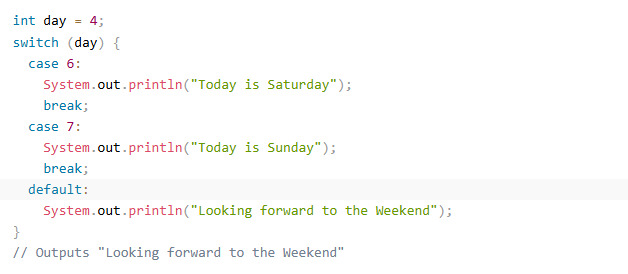 int day = 4;
switch (day) {
  case 6:
    System.out.println("Today is Saturday");
    break;
  case 7:
    System.out.println("Today is Sunday");
    break;
  default:
    System.out.println("Looking forward to the Weekend");
}
// Outputs "Looking forward to the Weekend"